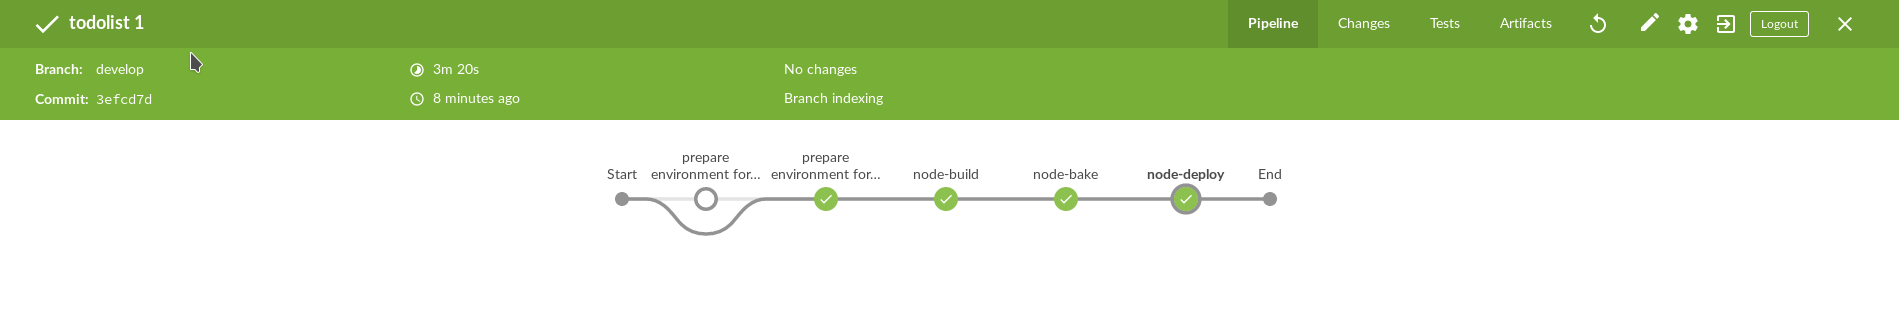 todolist 1
Pipeline
Changes
Tests
Artifacts
Logout
Branch: develop
3m 20s
No changes
Commit: 3efcd7d
8 minutes ago
Branch indexing
Start
prepare
environment for...
prepare
environment for...
node-build
node-bake
node-deploy
End